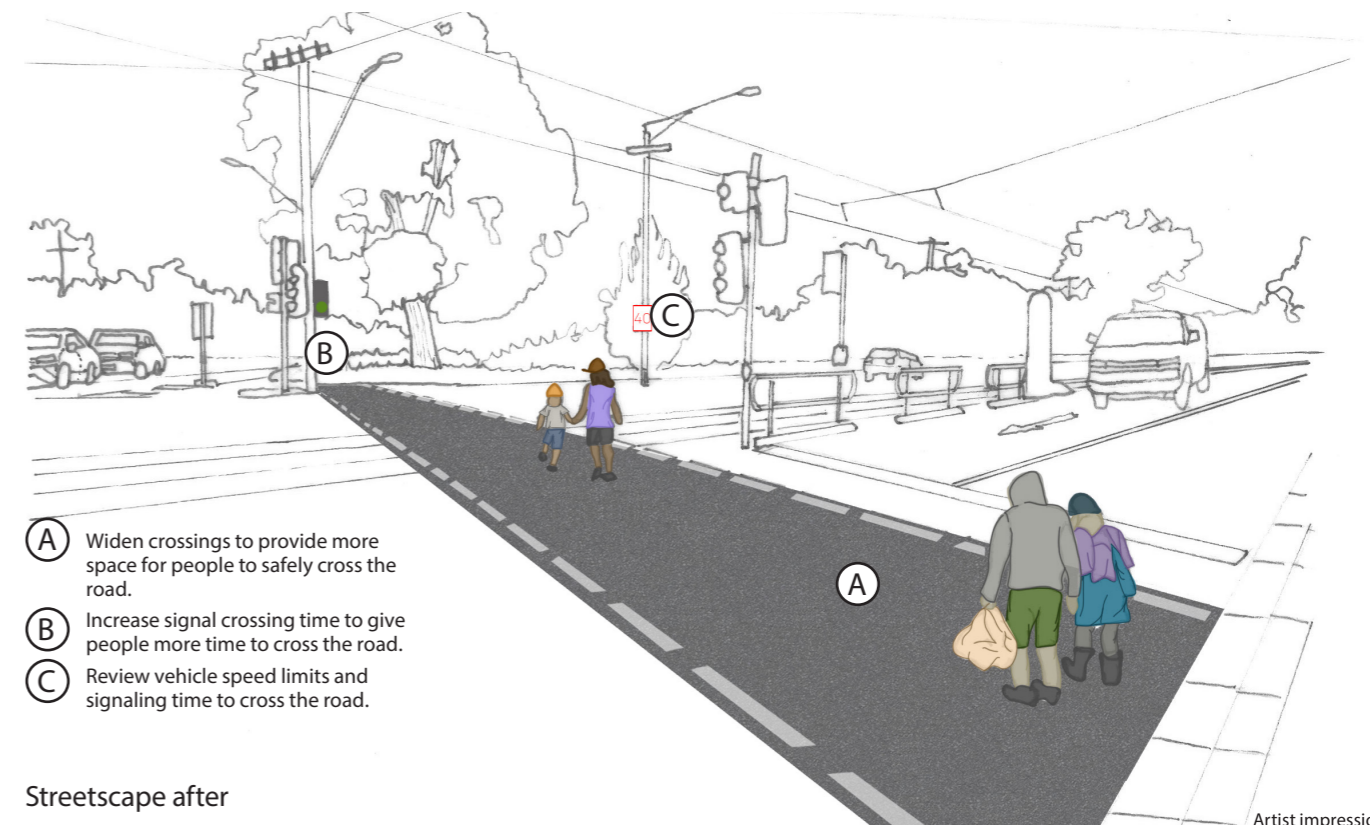 40
C
B
A
A Widen crossings to provide more
space for people to safely cross the
road.
B Increase signal crossing time to give
people more time to cross the road.
C Review vehicle speed limits and
signaling time to cross the road.
Streetscape after
Artist impressic